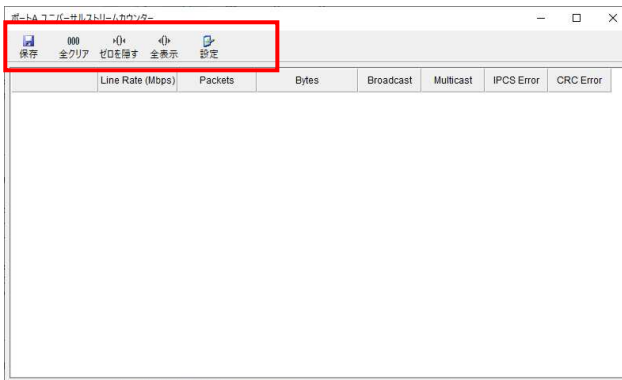 ポートA ユニバーサルストリームカウンター
000
保存 全クリア ゼロを隠す 全表示 設定
Line Rate (Mbps) Packets Bytes Broadcast Multicast IPCS Error CRC Error